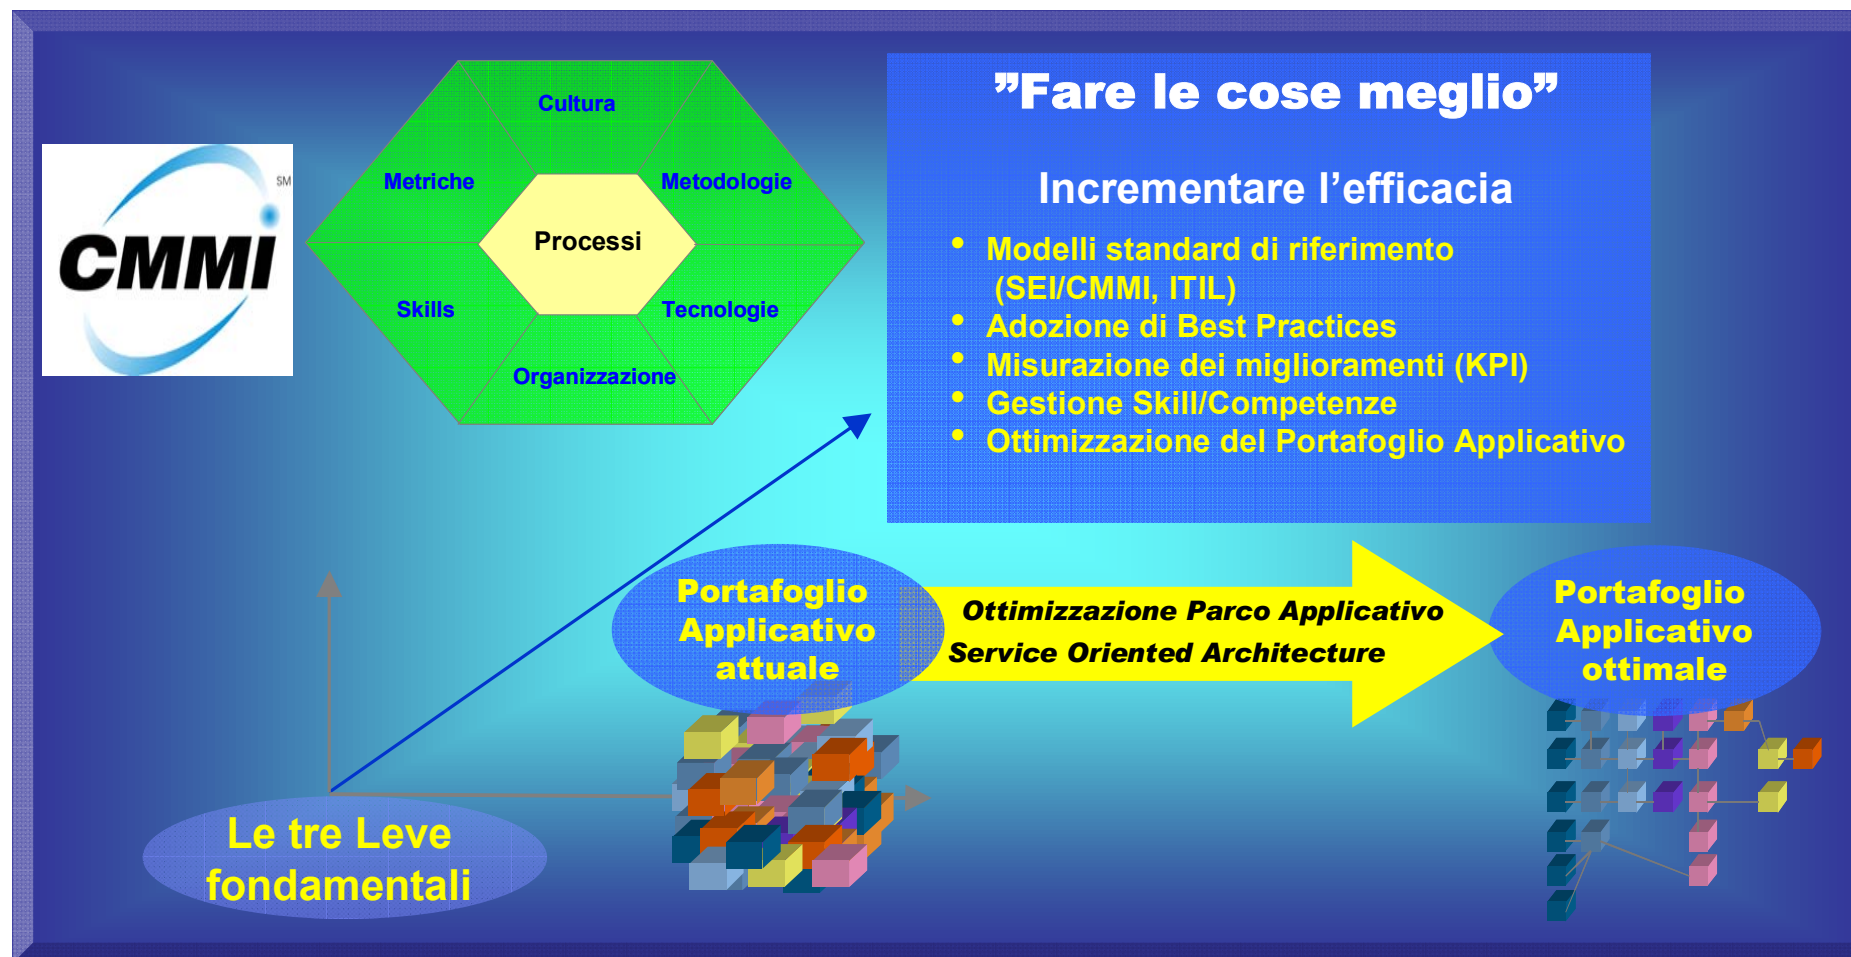 CMMI
SM
Cultura
Metriche
Metodologie
Processi
Skills
Tecnologie
Organizzazione
”Fare le cose meglio”
Incrementare l’efficacia
• Modelli standard di riferimento
(SEI/CMMI, ITIL)
• Adozione di Best Practices
• Misurazione dei miglioramenti (KPI)
• Gestione Skill/Competenze
• Ottimizzazione del Portafoglio Applicativo
Portafoglio
Applicativo
attuale
Ottimizzazione Parco Applicativo
Service Oriented Architecture
Portafoglio
Applicativo
ottimale
Le tre Leve
fondamentali